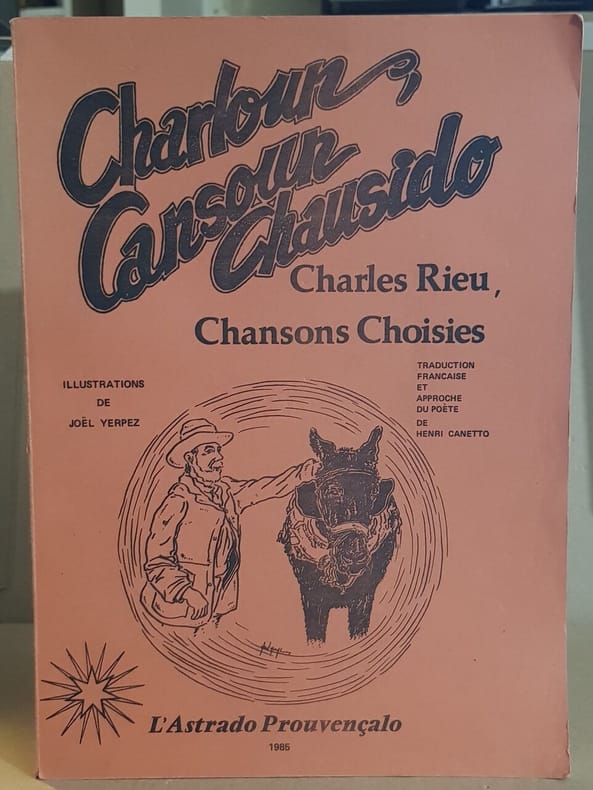 Charloun,
Cansoun
Chausido
Charles Rieu,
Chansons Choisies
ILLUSTRATIONS
DE
JOËL YERPEZ
TRADUCTION
FRANCAISE
ET
APPROCHE
DU POÈTE
DE
HENRI CANETTO
L'Astrado Prouvençalo
1985